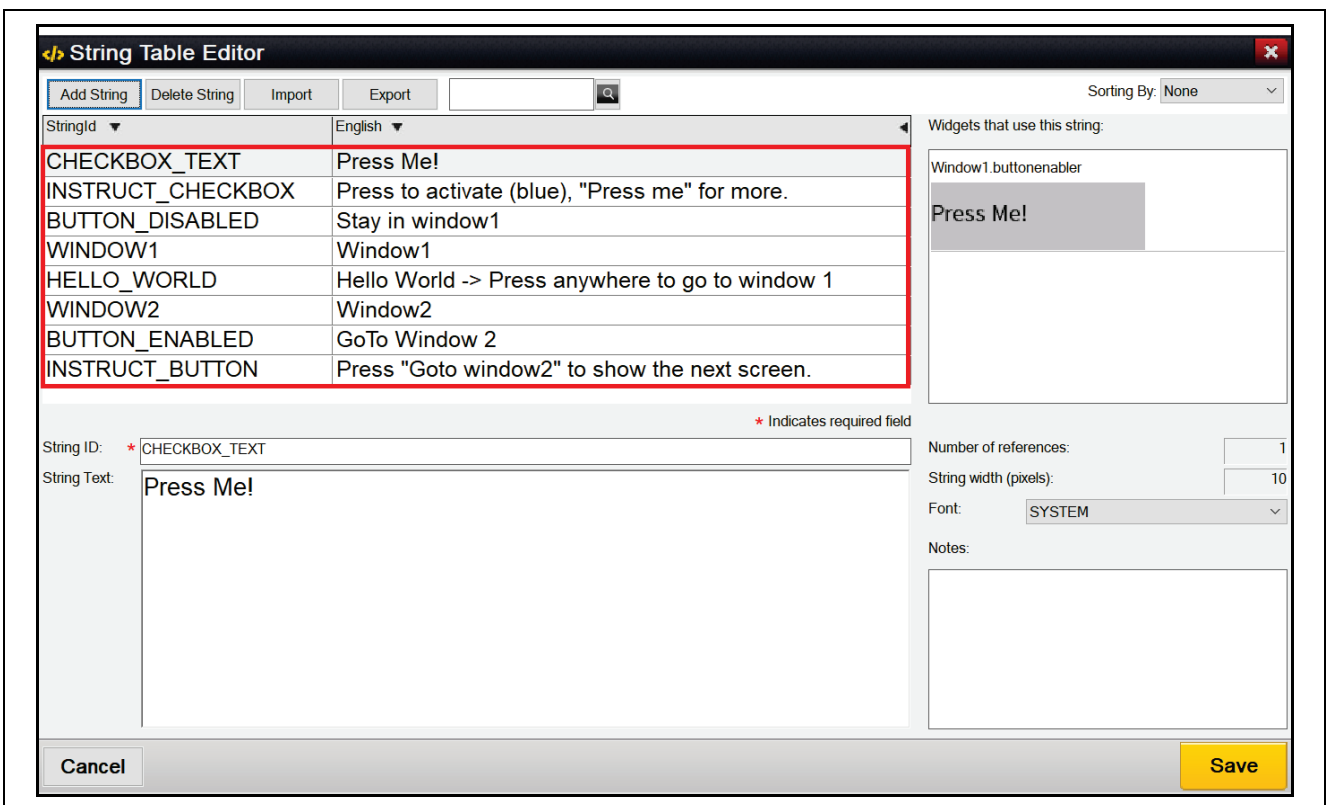 </> String Table Editor
Add String Delete String Import Export Sorting By: None
StringId English Widgets that use this string:
CHECKBOX_TEXT Press Me!
INSTRUCT_CHECKBOX Press to activate (blue), "Press me" for more.
BUTTON_DISABLED Stay in window1
WINDOW1 Window1
HELLO_WORLD Hello World -> Press anywhere to go to window 1
WINDOW2 Window2
BUTTON_ENABLED GoTo Window 2
INSTRUCT_BUTTON Press "Goto window2" to show the next screen.
Window1.buttonenabler
Press Me!
* Indicates required field
String ID: * CHECKBOX_TEXT
String Text: Press Me!
Number of references: 1
String width (pixels): 10
Font: SYSTEM
Notes:
Cancel Save